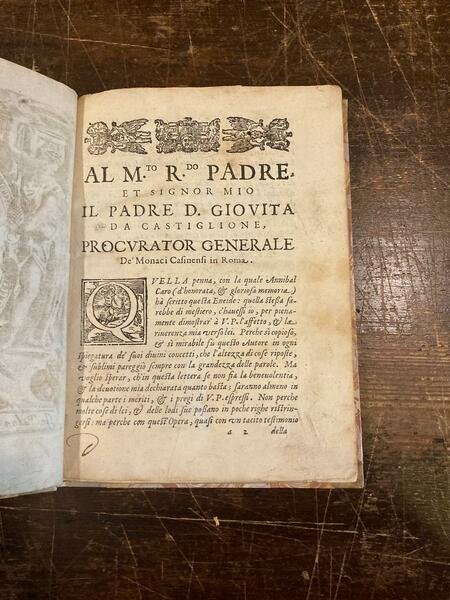 AL M.TO R.DO PADRE.
ET SIGNOR MIO
IL PADRE D. GIOVITA
DA CASTIGLIONE,
PROCVRATOR GENERALE
De' Monaci Casinensi in Roma.
QVELLA penna, con la quale Annibal
Caro (d'honorata, & gloriosa memoria)
hà scritto questa Eneide: quella stessa fa-
rebbe di mestiero, c'hauessi io, per piena-
mente dimostrar' à V. P. l'affetto, & la
riuerenza mia verso lei. Perche sì copioso,
& sì mirabile fù questo Autore in ogni
spiegatura de' suoi diuini concetti, che l'altezza di cose riposte,
& sublimi pareggiò sempre con la grandezza delle parole. Ma
voglio sperar, ch'in questa lettera se non fia la beneuolentia,
& la deuotione mia dechiarata quanto basta: saranno almeno in
qualche parte i meriti, & i pregi di V.P. espressi. Non perche
molte cose di lei, & delle lodi sue possano in poche righe ristrin-
gersi: ma perche con quest'Opera, quasi con vn tacito testimonio
a 2 della